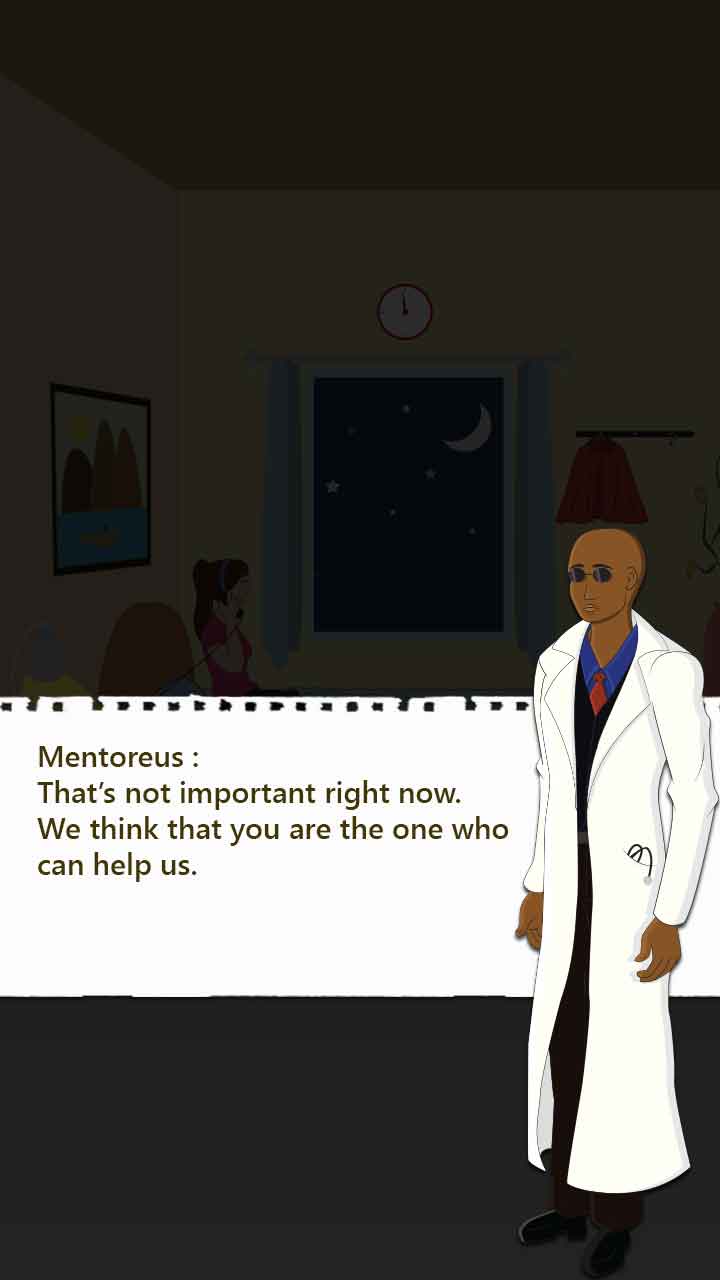 Mentoreus :
That’s not important right now.
We think that you are the one who
can help us.